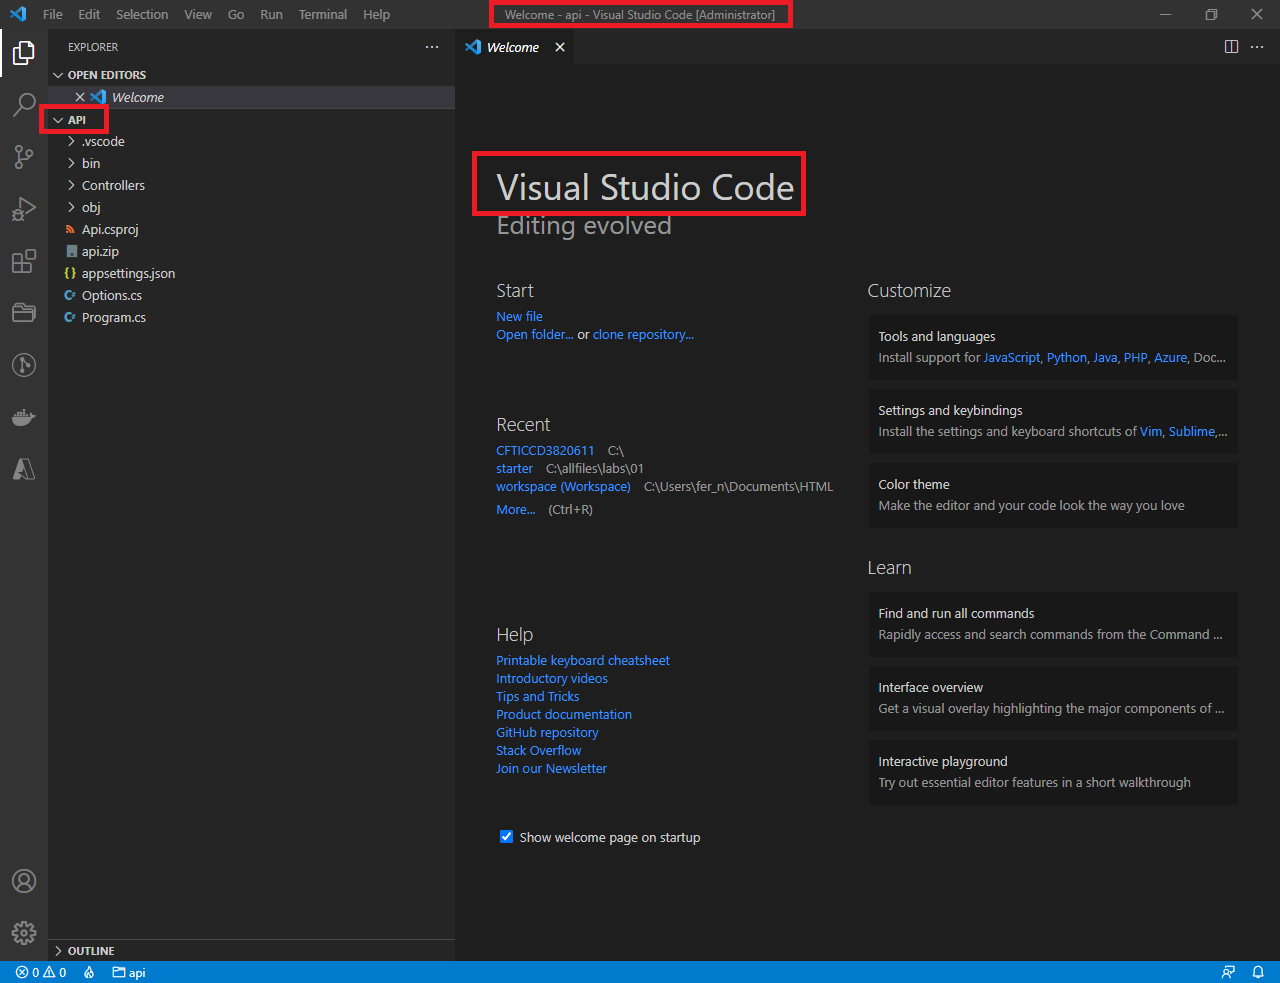 File Edit Selection View Go Run Terminal Help
Welcome - api - Visual Studio Code [Administrator]
EXPLORER
OPEN EDITORS
Welcome
API
.vscode
bin
Controllers
obj
Api.csproj
api.zip
{} appsettings.json
C# Options.cs
C# Program.cs
OUTLINE
Welcome
Visual Studio Code
Editing evolved
Start
New file
Open folder... or clone repository...
Recent
CFTICCD3820611 C:\
starter C:\allfiles\labs\01
workspace (Workspace) C:\Users\fer_n\Documents\HTML
More... (Ctrl+R)
Help
Printable keyboard cheatsheet
Introductory videos
Tips and Tricks
Product documentation
GitHub repository
Stack Overflow
Join our Newsletter
Show welcome page on startup
Customize
Tools and languages
Install support for JavaScript, Python, Java, PHP, Azure, Doc...
Settings and keybindings
Install the settings and keyboard shortcuts of Vim, Sublime,...
Color theme
Make the editor and your code look the way you love
Learn
Find and run all commands
Rapidly access and search commands from the Command ...
Interface overview
Get a visual overlay highlighting the major components of ...
Interactive playground
Try out essential editor features in a short walkthrough
0 0 api